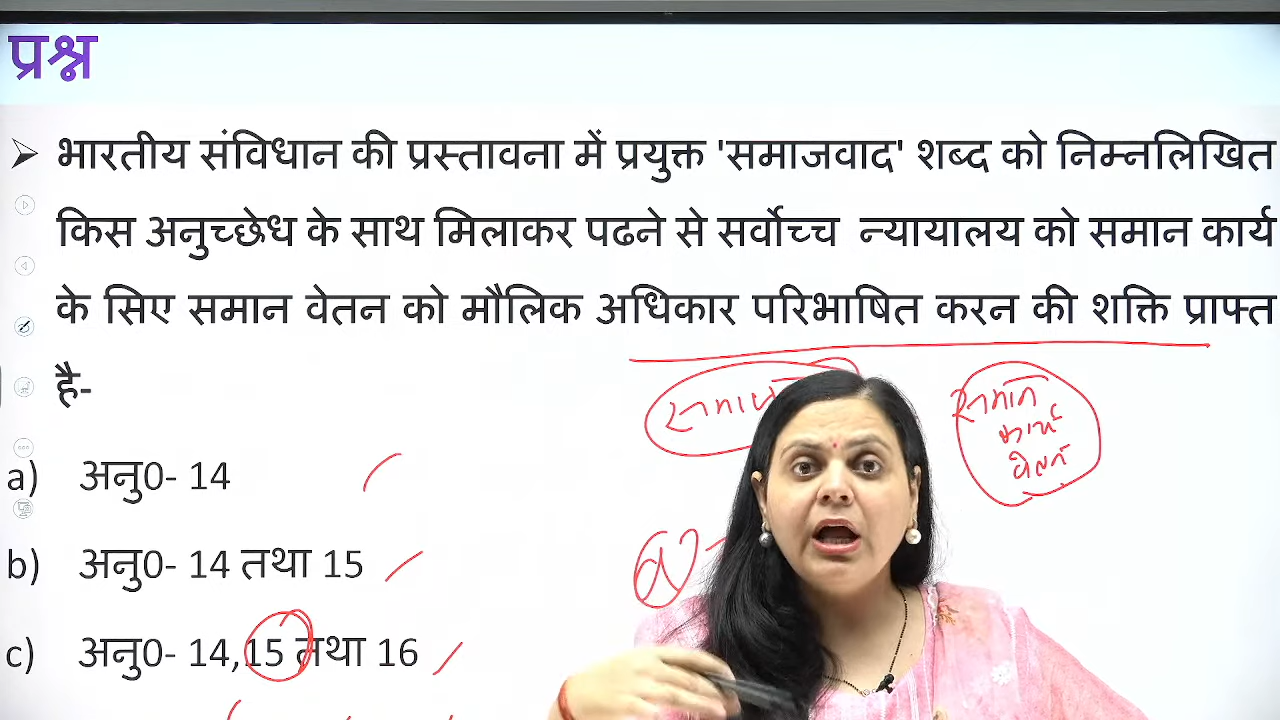 प्रश्न
➢ भारतीय संविधान की प्रस्तावना में प्रयुक्त 'समाजवाद' शब्द को निम्नलिखित
किस अनुच्छेध के साथ मिलाकर पढने से सर्वोच्च न्यायालय को समान कार्य
के सिए समान वेतन को मौलिक अधिकार परिभाषित करन की शक्ति प्राफ्त
है-
समान
कार्य
वेतन
a) अनु0- 14
b) अनु0- 14 तथा 15
c) अनु0- 14,15 तथा 16